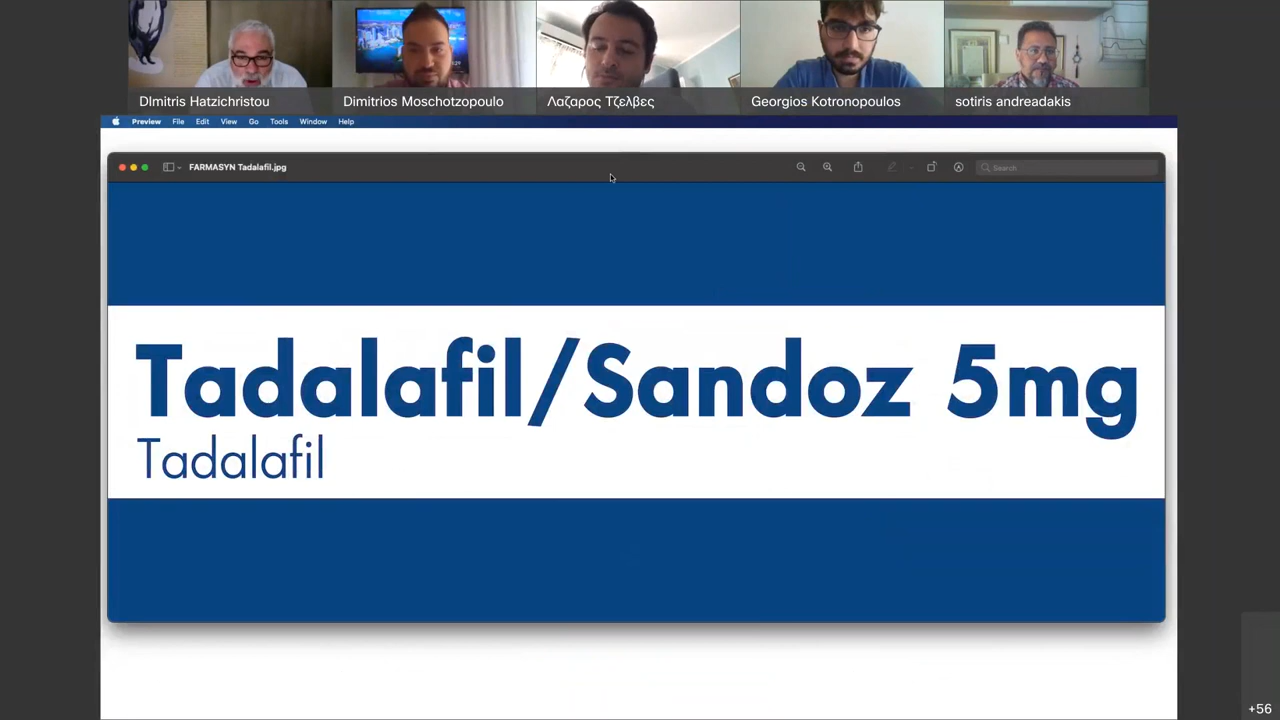 DImitris Hatzichristou
Dimitrios Moschotzopoulo
Λαζαρος Τζελβες
Georgios Kotronopoulos
sotiris andreadakis
Preview File Edit View Go Tools Window Help
FARMASYN Tadalafil.jpg
Search
Tadalafil/Sandoz 5mg
Tadalafil
+56